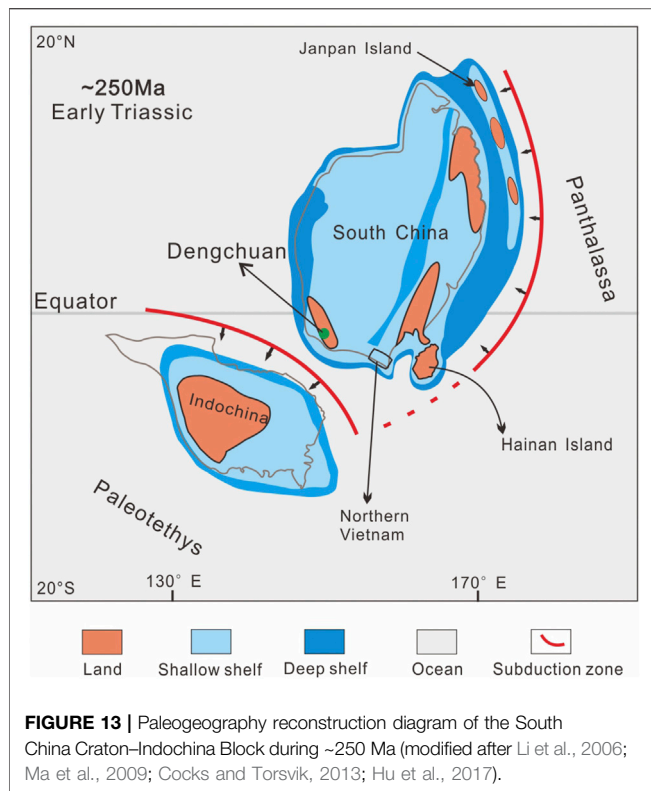 20°N
Janpan Island
~250Ma
Early Triassic
Panthalassa
South China
Dengchuan
Equator
Indochina
Hainan Island
Paleotethys
Northern
Vietnam
20°S
130° E
170° E
Land
Shallow shelf
Deep shelf
Ocean
Subduction zone
FIGURE 13 | Paleogeography reconstruction diagram of the South
China Craton–Indochina Block during ~250 Ma (modified after Li et al., 2006;
Ma et al., 2009; Cocks and Torsvik, 2013; Hu et al., 2017).